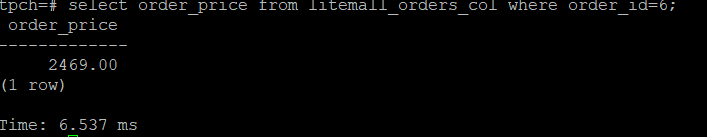 tpch=# select order_price from litemall_orders_col where order_id=6;
order_price
-------------
2469.00
(1 row)
Time: 6.537 ms